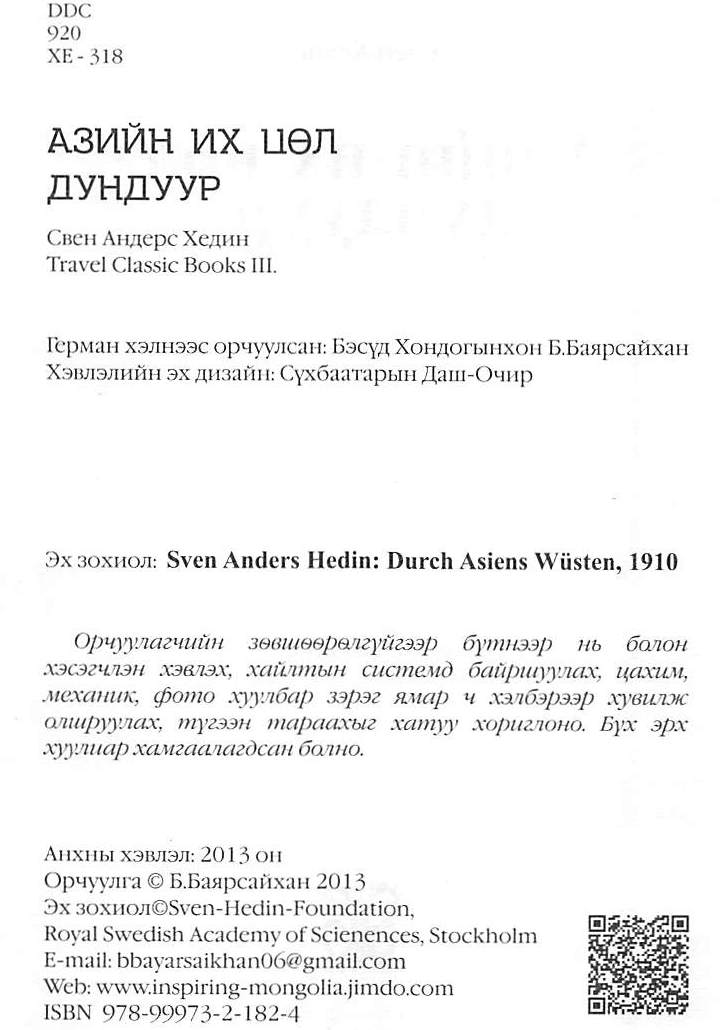 DDC
920
ХЕ - 318
АЗИЙН ИХ ЦӨЛ
ДУНДУУР
Свен Андерс Хедин
Travel Classic Books III.
Герман хэлнээс орчуулсан: Бэсүд Хондогынхон Б.Баярсайхан
Хэвлэлийн эх дизайн: Сүхбаатарын Даш-Очир
Эх зохиол: Sven Anders Hedin: Durch Asiens Wüsten, 1910
Орчуулагчийн зөвшөөрөлгүйгээр бүтнээр нь болон
хэсэгчлэн хэвлэх, хайлтын системд байршуулах, цахим,
механик, фото хуулбар зэрэг ямар ч хэлбэрээр хувилж
олшруулах, түгээн тараахыг хатуу хориглоно. Бүх эрх
хуулиар хамгаалагдсан болно.
Анхны хэвлэл: 2013 он
Орчуулга © Б.Баярсайхан 2013
Эх зохиол©Sven-Hedin-Foundation,
Royal Swedish Academy of Scienences, Stockholm
E-mail: bbayarsaikhan06@gmail.com
Web: www.inspiring-mongolia.jimdo.com
ISBN 978-99973-2-182-4